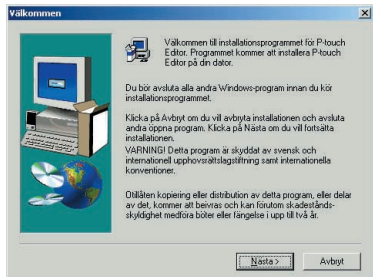 Välkommen
Välkommen till installationsprogrammet för P-touch
Editor. Programmet kommer att installera P-touch
Editor på din dator.
Du bör avsluta alla andra Windows-program innan du kör
installationsprogrammet.
Klicka på Avbryt om du vill avbryta installationen och avsluta
andra öppna program. Klicka på Nästa om du vill fortsätta
installationen.
VARNING! Detta program är skyddat av svensk och
internationell upphovsrättslagstiftning samt internationella
konventioner.
Otillåten kopiering eller distribution av detta program, eller delar
av det, kommer att beivras och kan förutom skadestånds-
skyldighet medföra böter eller fängelse i upp till två år.
Nästa >
Avbryt